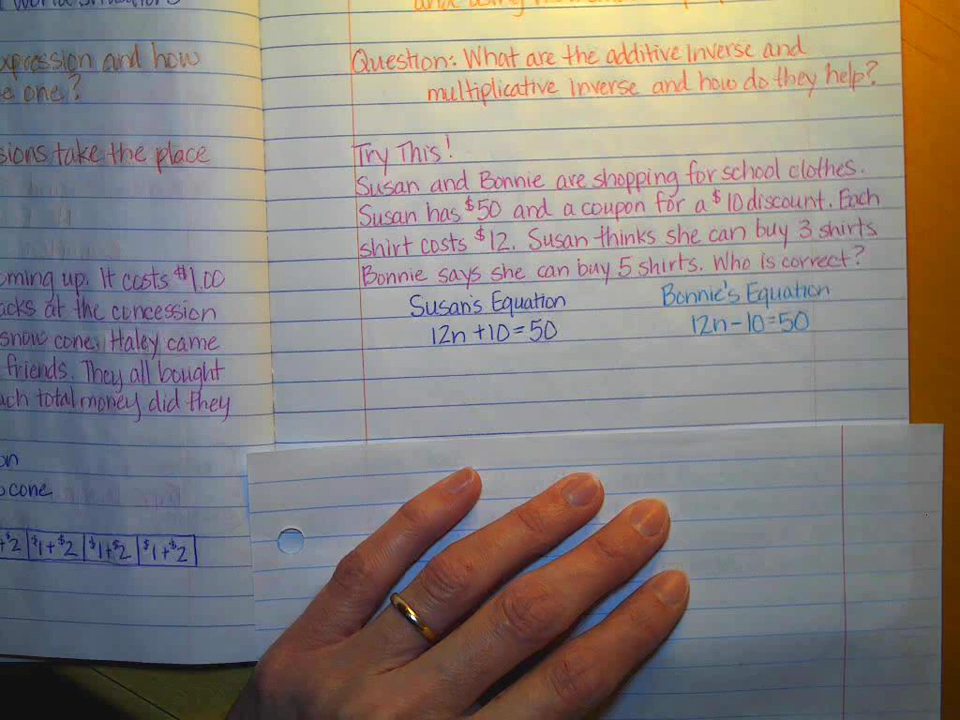 xpression and how
e one?
sions take the place
oming up. It costs $1.00
acks at the concession
snow cone. Haley came
friends. They all bought
uch total money did they
on
o cone
+$2 | $1+$2 | $1+$2 | $1+$2
Question: What are the additive inverse and
multiplicative inverse and how do they help?
Try This!
Susan and Bonnie are shopping for school clothes.
Susan has $50 and a coupon for a $10 discount. Each
shirt costs $12. Susan thinks she can buy 3 shirts
Bonnie says she can buy 5 shirts. Who is correct?
Susan's Equation
12n +10=50
Bonnie's Equation
12n-10=50